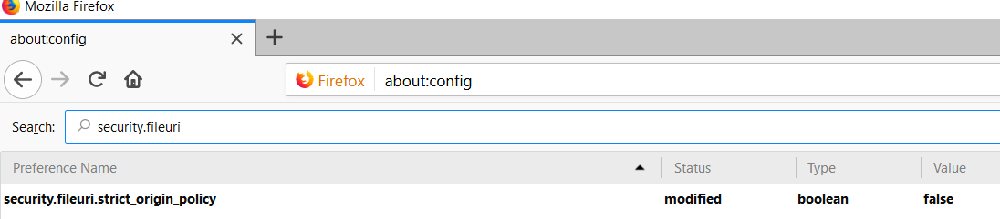 Mozilla Firefox
about:config
Firefox about:config
Search: security.fileuri
Preference Name Status Type Value
security.fileuri.strict_origin_policy modified boolean false